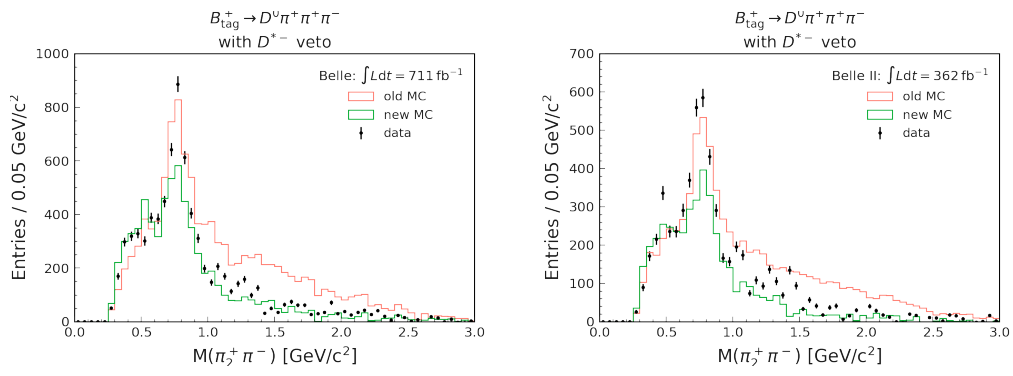 B⁺tag → D∪π⁺π⁺π⁻
with D*⁻ veto
Entries / 0.05 GeV/c²
1000
800
600
400
200
0
Belle: ∫Ldt = 711 fb⁻¹
old MC
new MC
data
0.0 0.5 1.0 1.5 2.0 2.5 3.0
M(π₂⁺π⁻) [GeV/c²]
B⁺tag → D∪π⁺π⁺π⁻
with D*⁻ veto
Entries / 0.05 GeV/c²
700
600
500
400
300
200
100
0
Belle II: ∫Ldt = 362 fb⁻¹
old MC
new MC
data
0.0 0.5 1.0 1.5 2.0 2.5 3.0
M(π₂⁺π⁻) [GeV/c²]